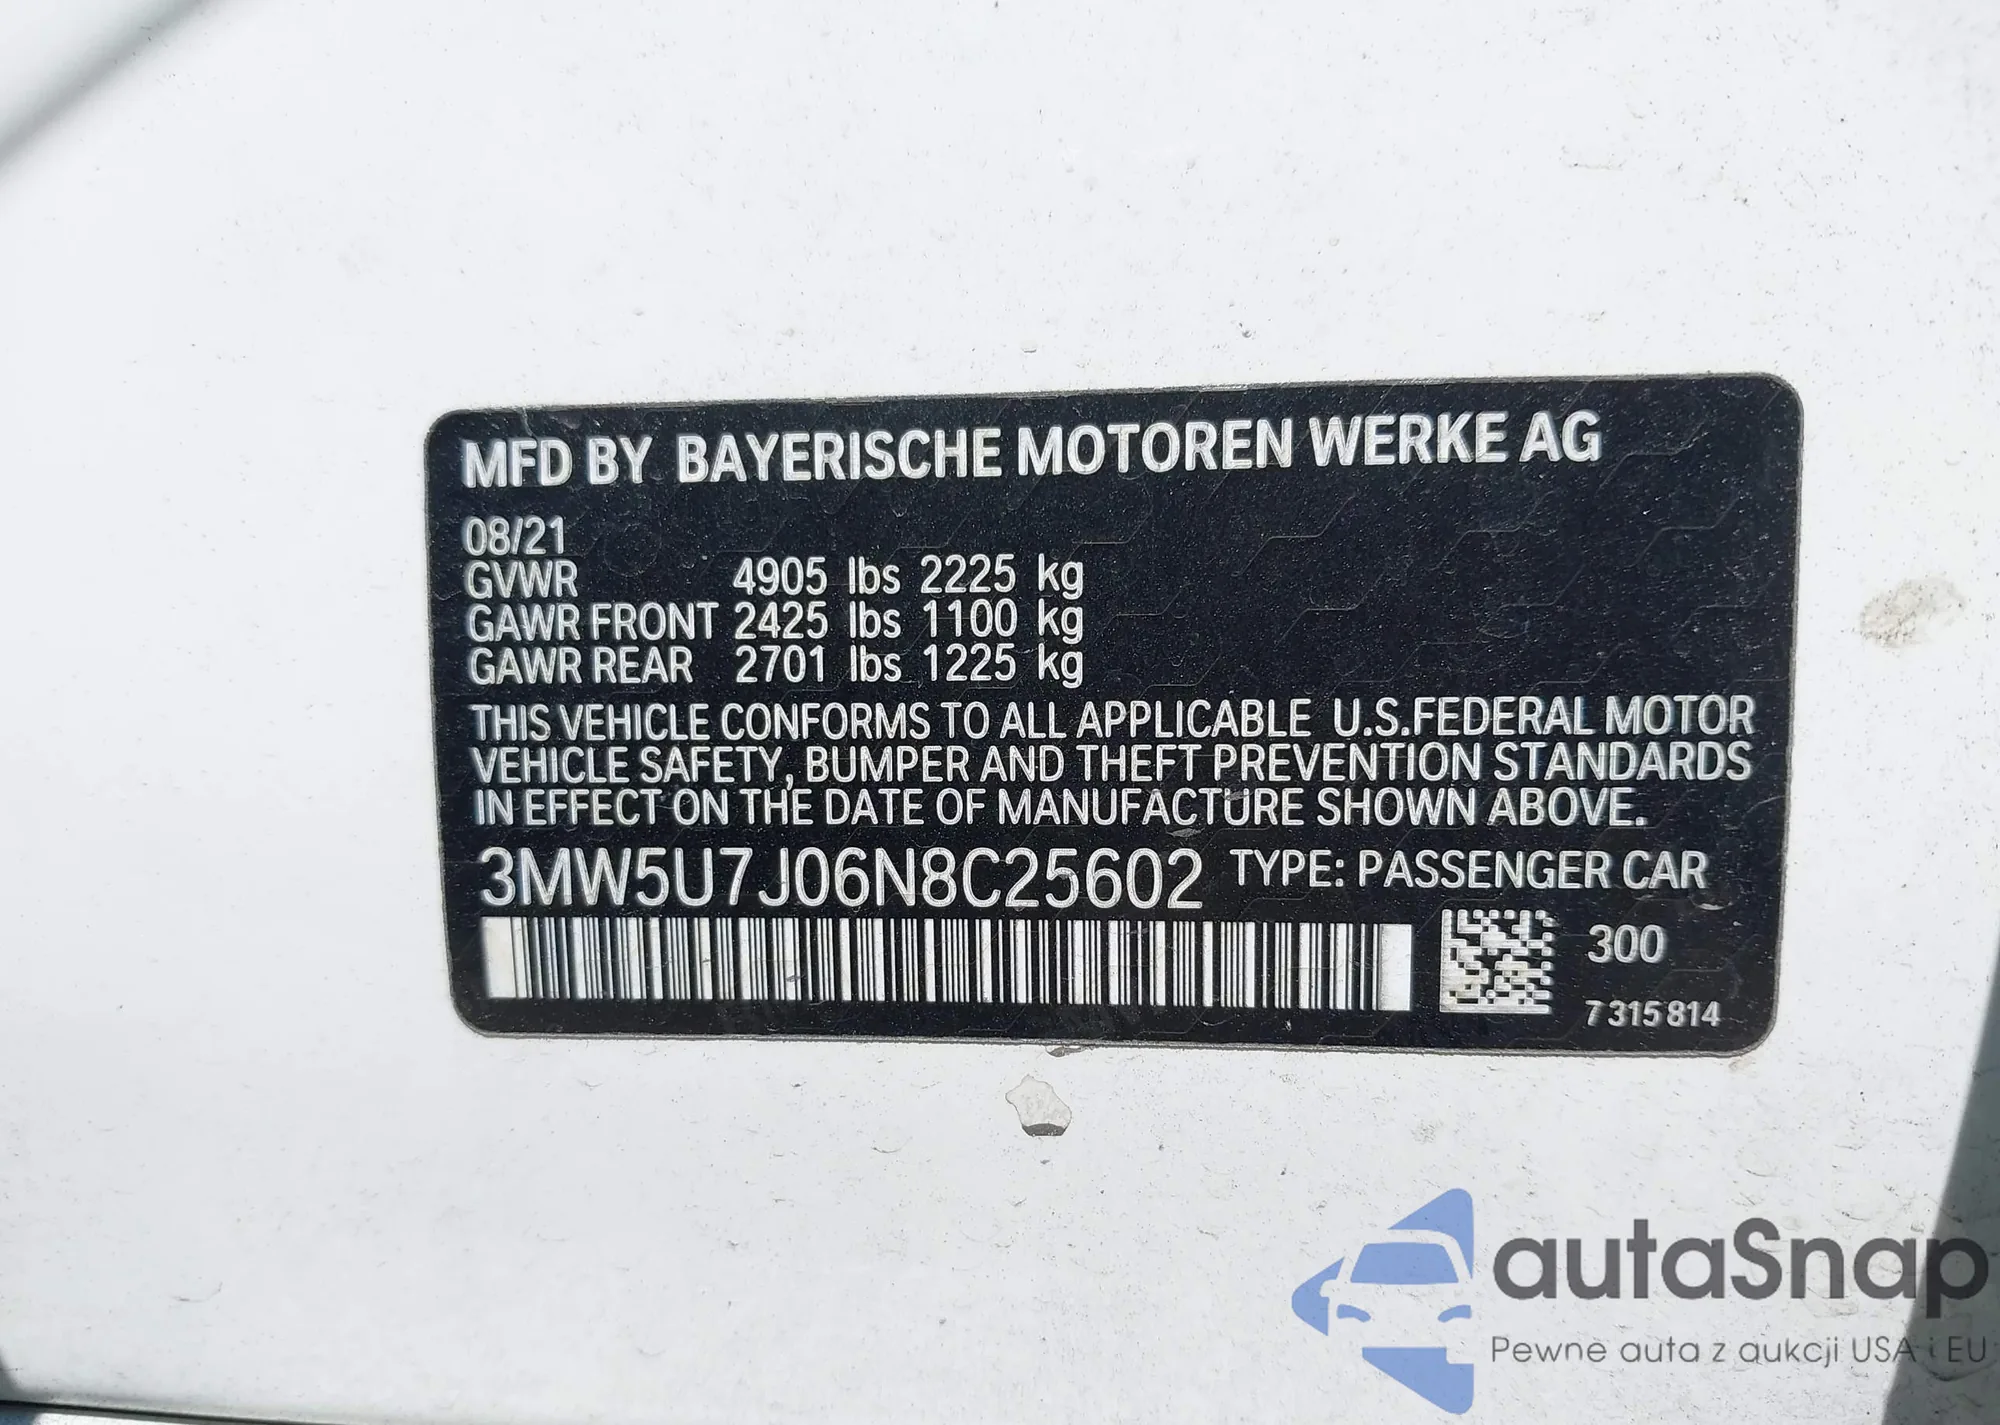 MFD BY BAYERISCHE MOTOREN WERKE AG
08/21
GVWR 4905 lbs 2225 kg
GAWR FRONT 2425 lbs 1100 kg
GAWR REAR 2701 lbs 1225 kg
THIS VEHICLE CONFORMS TO ALL APPLICABLE U.S.FEDERAL MOTOR
VEHICLE SAFETY, BUMPER AND THEFT PREVENTION STANDARDS
IN EFFECT ON THE DATE OF MANUFACTURE SHOWN ABOVE.
3MW5U7J06N8C25602 TYPE: PASSENGER CAR
300
7 315 814
autaSnap
Pewne auta z aukcji USA i EU